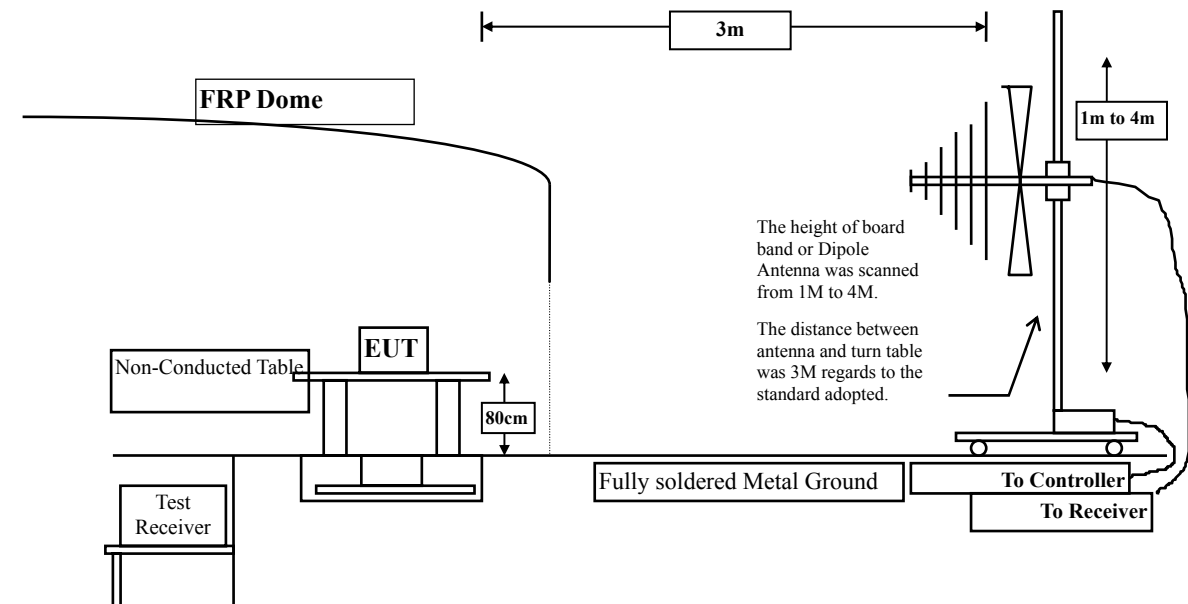 3m
FRP Dome
1m to 4m
The height of board
band or Dipole
Antenna was scanned
from 1M to 4M.
The distance between
antenna and turn table
was 3M regards to the
standard adopted.
EUT
Non-Conducted Table
80cm
Fully soldered Metal Ground
To Controller
To Receiver
Test
Receiver